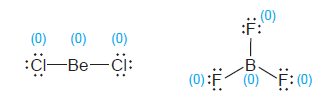 (0) (0) (0)
:Cl—Be—Cl:
(0)
:F:
B
(0) :F (0) F: (0)